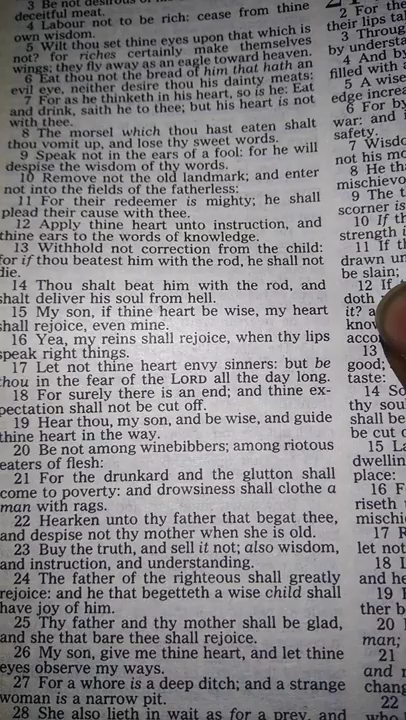 3 Be not
deceitful meat.
4 Labour not to be rich: cease from thine
own wisdom.
5 Wilt thou set thine eyes upon that which is
not? for riches certainly make themselves
wings; they fly away as an eagle toward heaven
Eat thou not the bread of him that hath an
evil eye, neither desire thou his dainty meats:
7 For as he thinketh in his heart, so is he: Eat
and drink, saith he to thee; but his heart is not
with thee.
8 The morsel which thou hast eaten shalt
thou vomit up, and lose thy sweet words.
9 Speak not in the ears of a fool: for he will
despise the wisdom of thy words.
10 Remove not the old landmark; and enter
not into the fields of the fatherless:
11 For their redeemer is mighty; he shall
plead their cause with thee.
12 Apply thine heart unto instruction, and
thine ears to the words of knowledge.
13 Withhold not correction from the child:
for if thou beatest him with the rod, he shall not
die.
14 Thou shalt beat him with the rod, and
shalt deliver his soul from hell.
15 My son, if thine heart be wise, my heart
shall rejoice, even mine.
16 Yea, my reins shall rejoice, when thy lips
speak right things.
17 Let not thine heart envy sinners: but be
thou in the fear of the LORD all the day long.
18 For surely there is an end; and thine ex-
pectation shall not be cut off.
19 Hear thou, my son, and be wise, and guide
thine heart in the way.
20 Be not among winebibbers; among riotous
eaters of flesh:
21 For the drunkard and the glutton shall
come to poverty: and drowsiness shall clothe a
man with rags.
22 Hearken unto thy father that begat thee,
and despise not thy mother when she is old.
23 Buy the truth, and sell it not; also wisdom,
and instruction, and understanding.
24 The father of the righteous shall greatly
rejoice: and he that begetteth a wise child shall
have joy of him.
25 Thy father and thy mother shall be glad,
and she that bare thee shall rejoice.
26 My son, give me thine heart, and let thine
eyes observe my ways.
27 For a whore is a deep ditch; and a strange
woman is a narrow pit.
28 She also lieth in wait as for a prey, and
2 For the
their lips tal
3 Throug
by understa
4 And by
filled with
5 A wise
edge increa
6 For by
war: and i
safety.
7 Wisdo
not his mo
8 He tha
mischievo
9 The t
scorner is
10 If th
strength i
11 If th
drawn un
be slain;
12 If
doth
it? a
know
accor
13
good;
taste:
14 So
thy soul
shall be
be cut o
15 La
dwellin
place:
16 F
riseth
mischi
17 R
let not
18 L
and he
19 F
ther b
20
man;
21
and r
chang
22
who